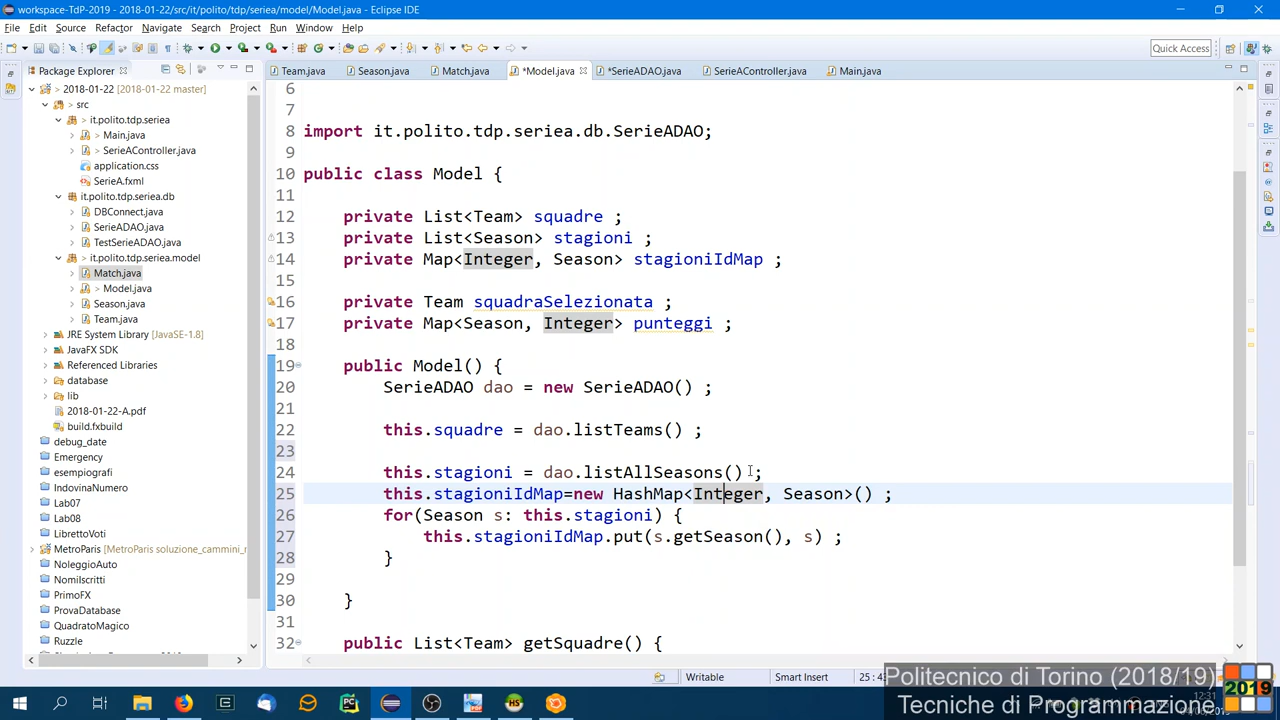 workspace-TdP-2019 - 2018-01-22/src/it/polito/tdp/seriea/model/Model.java - Eclipse IDE
File Edit Source Refactor Navigate Search Project Run Window Help
Quick Access
Package Explorer
Team.java Season.java Match.java *Model.java *SerieADAO.java SerieAController.java Main.java
> 2018-01-22 [2018-01-22 master]
> src
> it.polito.tdp.seriea
> Main.java
> SerieAController.java
application.css
SerieA.fxml
it.polito.tdp.seriea.db
DBConnect.java
SerieADAO.java
TestSerieADAO.java
> it.polito.tdp.seriea.model
Match.java
> Model.java
Season.java
Team.java
JRE System Library [JavaSE-1.8]
JavaFX SDK
Referenced Libraries
database
lib
2018-01-22-A.pdf
build.fxbuild
debug_date
Emergency
esempiografi
IndovinaNumero
Lab07
Lab08
LibrettoVoti
MetroParis [MetroParis soluzione_cammini_r
NoleggioAuto
NomiIscritti
PrimoFX
ProvaDatabase
QuadratoMagico
Ruzzle
6
7
8 import it.polito.tdp.seriea.db.SerieADAO;
9
10 public class Model {
11
12 private List<Team> squadre ;
13 private List<Season> stagioni ;
14 private Map<Integer, Season> stagioniIdMap ;
15
16 private Team squadraSelezionata ;
17 private Map<Season, Integer> punteggi ;
18
19 public Model() {
20 SerieADAO dao = new SerieADAO() ;
21
22 this.squadre = dao.listTeams() ;
23
24 this.stagioni = dao.listAllSeasons() ;
25 this.stagioniIdMap=new HashMap<Integer, Season>() ;
26 for(Season s: this.stagioni) {
27 this.stagioniIdMap.put(s.getSeason(), s) ;
28 }
29
30 }
31
32 public List<Team> getSquadre() {
Writable Smart Insert
Politecnico di Torino (2018/19)
Tecniche di Programmazione
2019